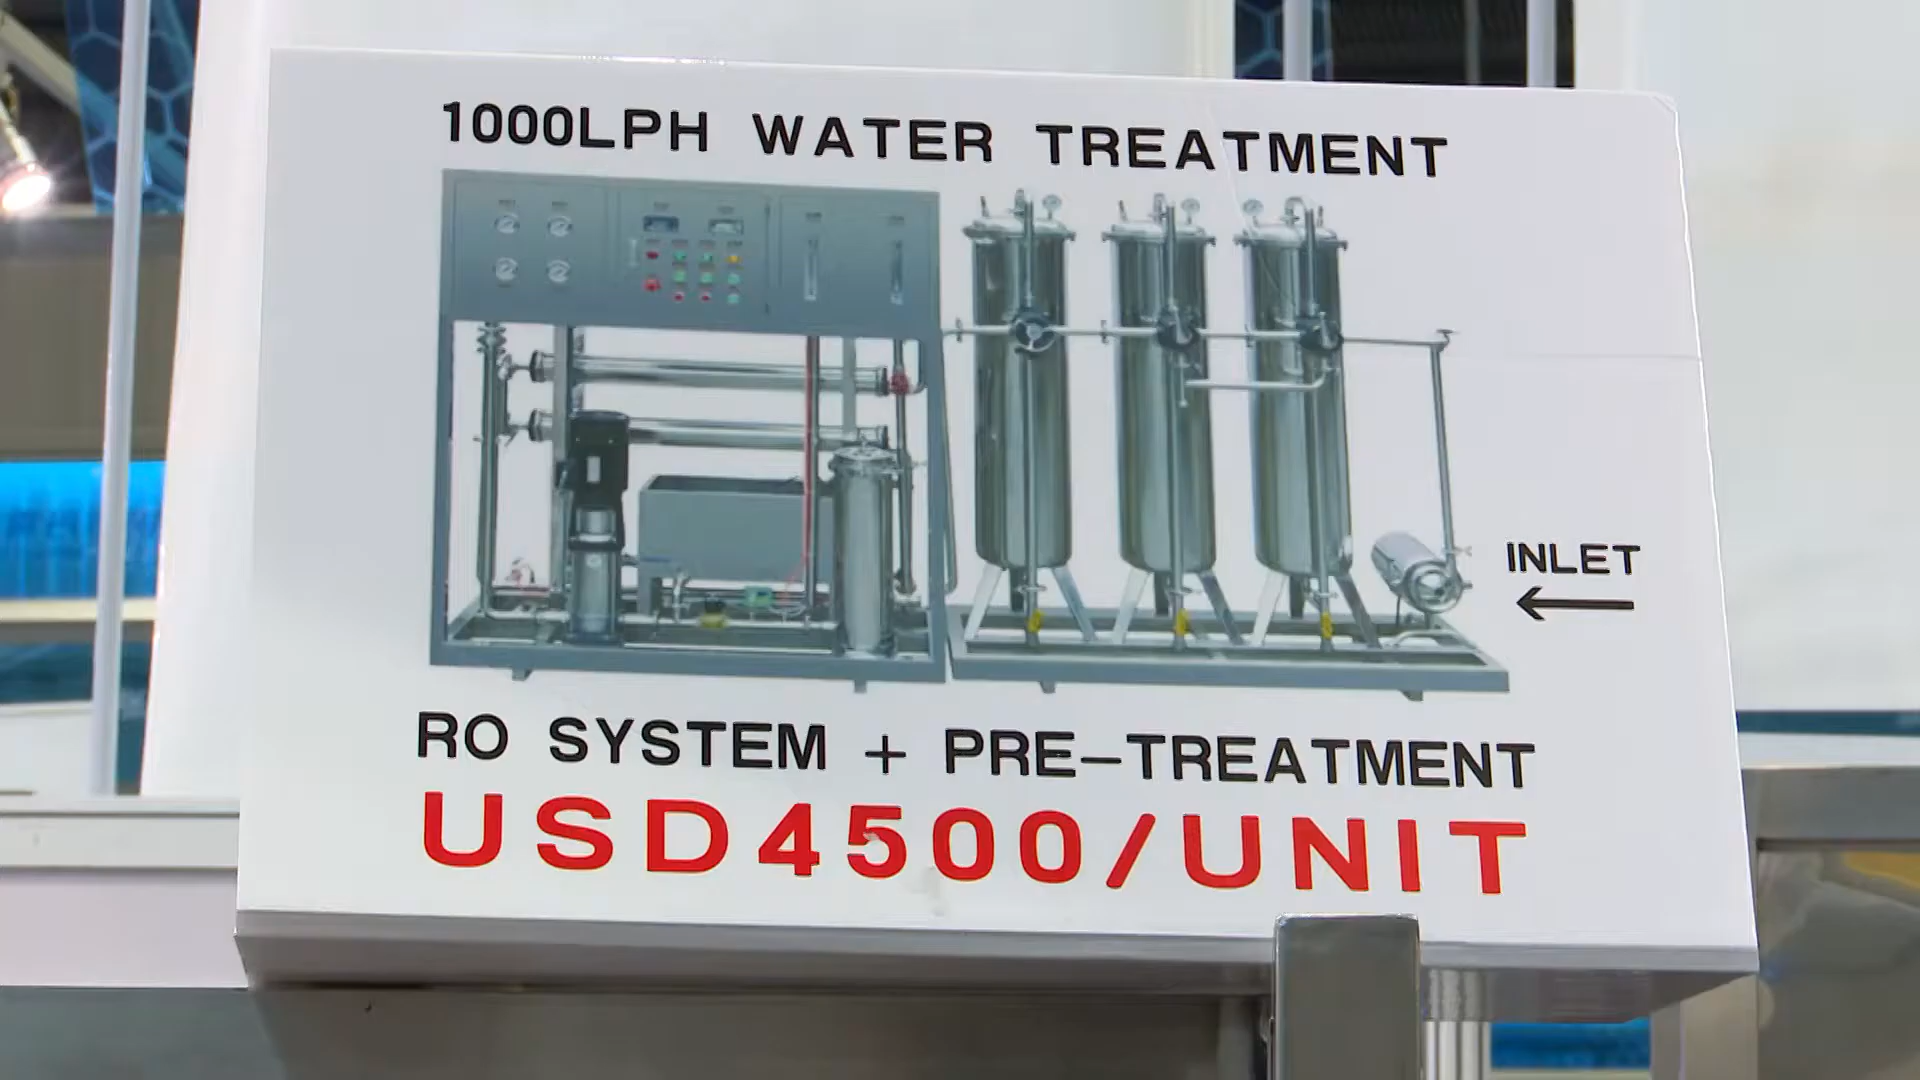 1000LPH WATER TREATMENT
INLET
RO SYSTEM + PRE-TREATMENT
USD4500/UNIT